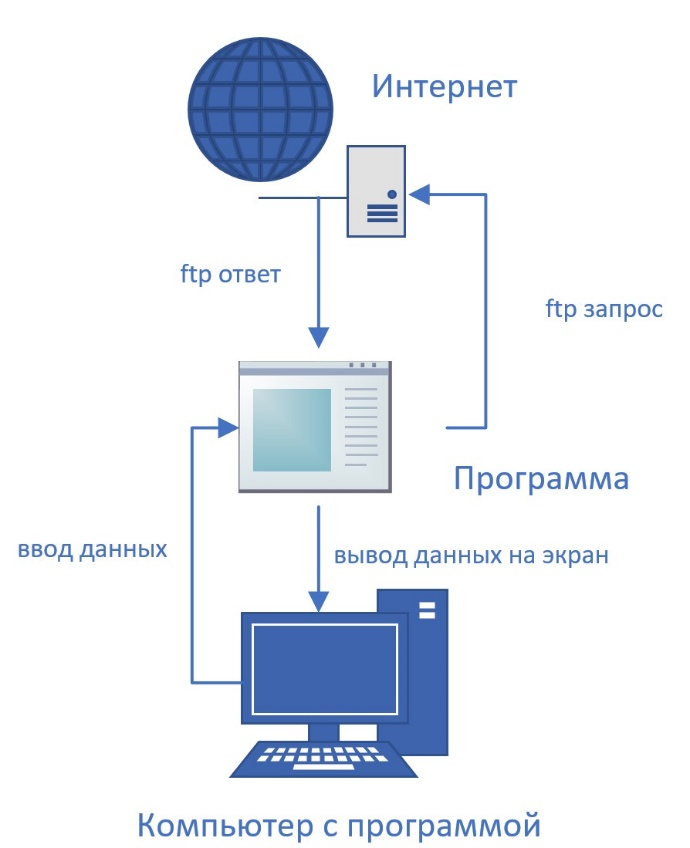 Интернет
ftp ответ
ftp запрос
Программа
ввод данных
вывод данных на экран
Компьютер с программой